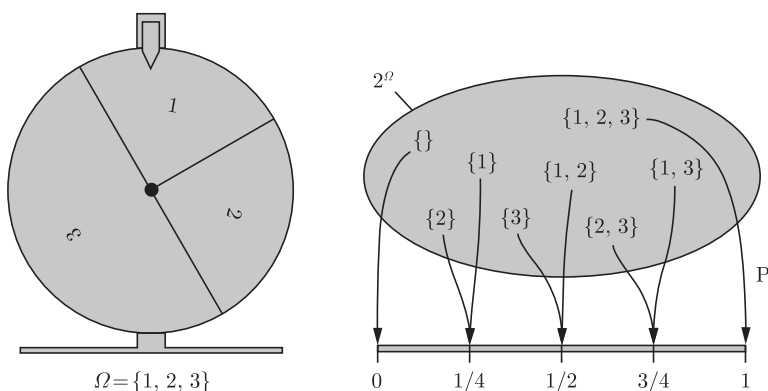 1
2
3
Ω={1, 2, 3}
2^Ω
{}
{1}
{2}
{3}
{1, 2}
{2, 3}
{1, 3}
{1, 2, 3}
P
0 1/4 1/2 3/4 1